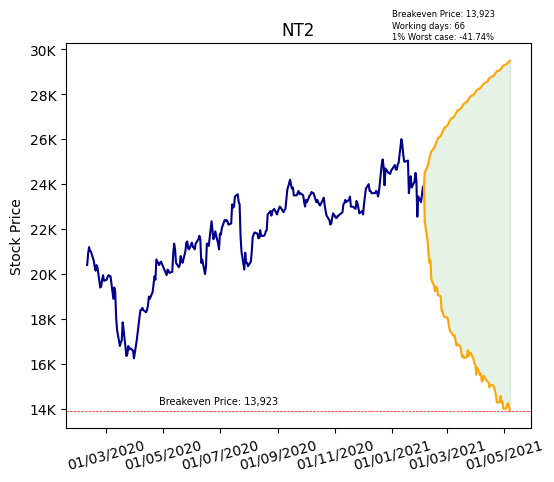 Breakeven Price: 13,923
Working days: 66
1% Worst case: -41.74%
NT2
30K
28K
26K
24K
22K
20K
18K
16K
14K
Stock Price
Breakeven Price: 13,923
01/03/2020
01/05/2020
01/07/2020
01/09/2020
01/11/2020
01/01/2021
01/03/2021
01/05/2021